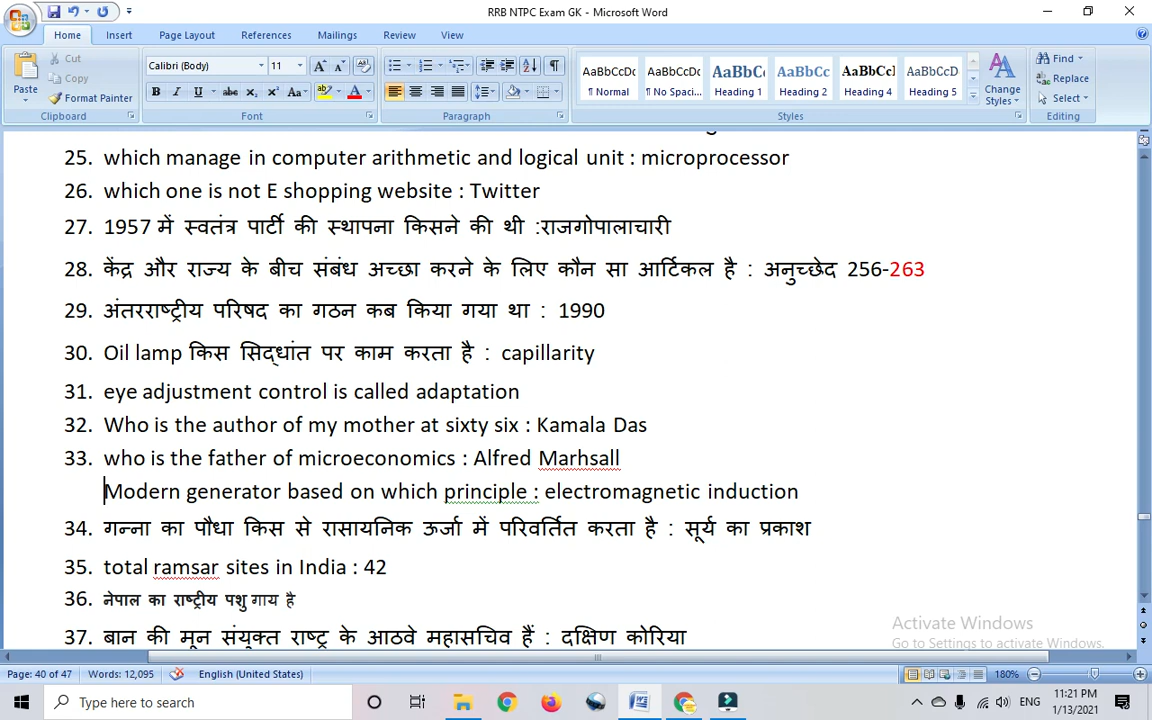 RRB NTPC Exam GK - Microsoft Word
Home Insert Page Layout References Mailings Review View
Paste
Cut
Copy
Format Painter
Clipboard
Calibri (Body) 11
Font
Paragraph
AaBbCcDc AaBbCcDc AaBbC AaBbCc AaBbCcI AaBbCcD
¶ Normal ¶ No Spaci... Heading 1 Heading 2 Heading 4 Heading 5
Change Styles
Styles
Find
Replace
Select
Editing
25. which manage in computer arithmetic and logical unit : microprocessor
26. which one is not E shopping website : Twitter
27. 1957 में स्वतंत्र पार्टी की स्थापना किसने की थी :राजगोपालाचारी
28. केंद्र और राज्य के बीच संबंध अच्छा करने के लिए कौन सा आर्टिकल है : अनुच्छेद 256-263
29. अंतरराष्ट्रीय परिषद का गठन कब किया गया था : 1990
30. Oil lamp किस सिद्धांत पर काम करता है : capillarity
31. eye adjustment control is called adaptation
32. Who is the author of my mother at sixty six : Kamala Das
33. who is the father of microeconomics : Alfred Marhsall
Modern generator based on which principle : electromagnetic induction
34. गन्ना का पौधा किस से रासायनिक ऊर्जा में परिवर्तित करता है : सूर्य का प्रकाश
35. total ramsar sites in India : 42
36. नेपाल का राष्ट्रीय पशु गाय है
37. बान की मून संयुक्त राष्ट्र के आठवे महासचिव हैं : दक्षिण कोरिया
Activate Windows
Go to Settings to activate Windows.
Page: 40 of 47 Words: 12,095 English (United States) 180%
Type here to search
ENG
11:21 PM
1/13/2021